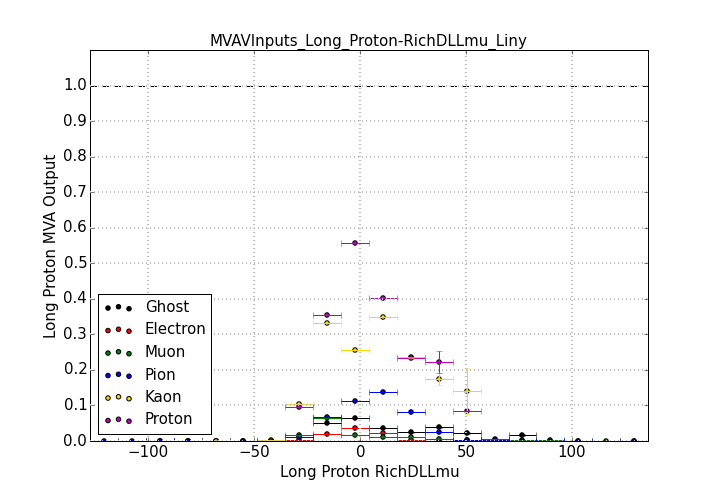 MVAVInputs_Long_Proton-RichDLLmu_Liny
Long Proton MVA Output
1.0
0.9
0.8
0.7
0.6
0.5
0.4
0.3
0.2
0.1
0.0
Ghost
Electron
Muon
Pion
Kaon
Proton
−100 −50 0 50 100
Long Proton RichDLLmu